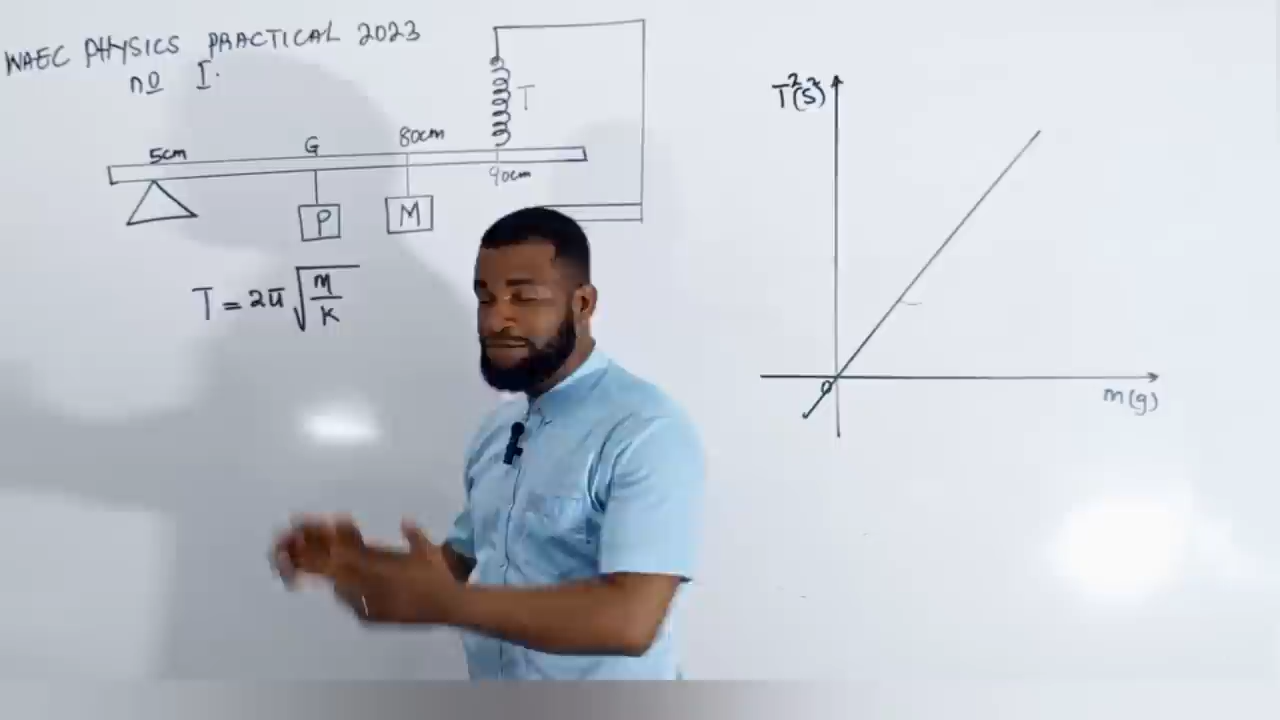 WAEC PHYSICS PRACTICAL 2023
no I.
T
5cm
G
80cm
90cm
P
M
T = 2π√m/k
T²(s²)
0
m(g)